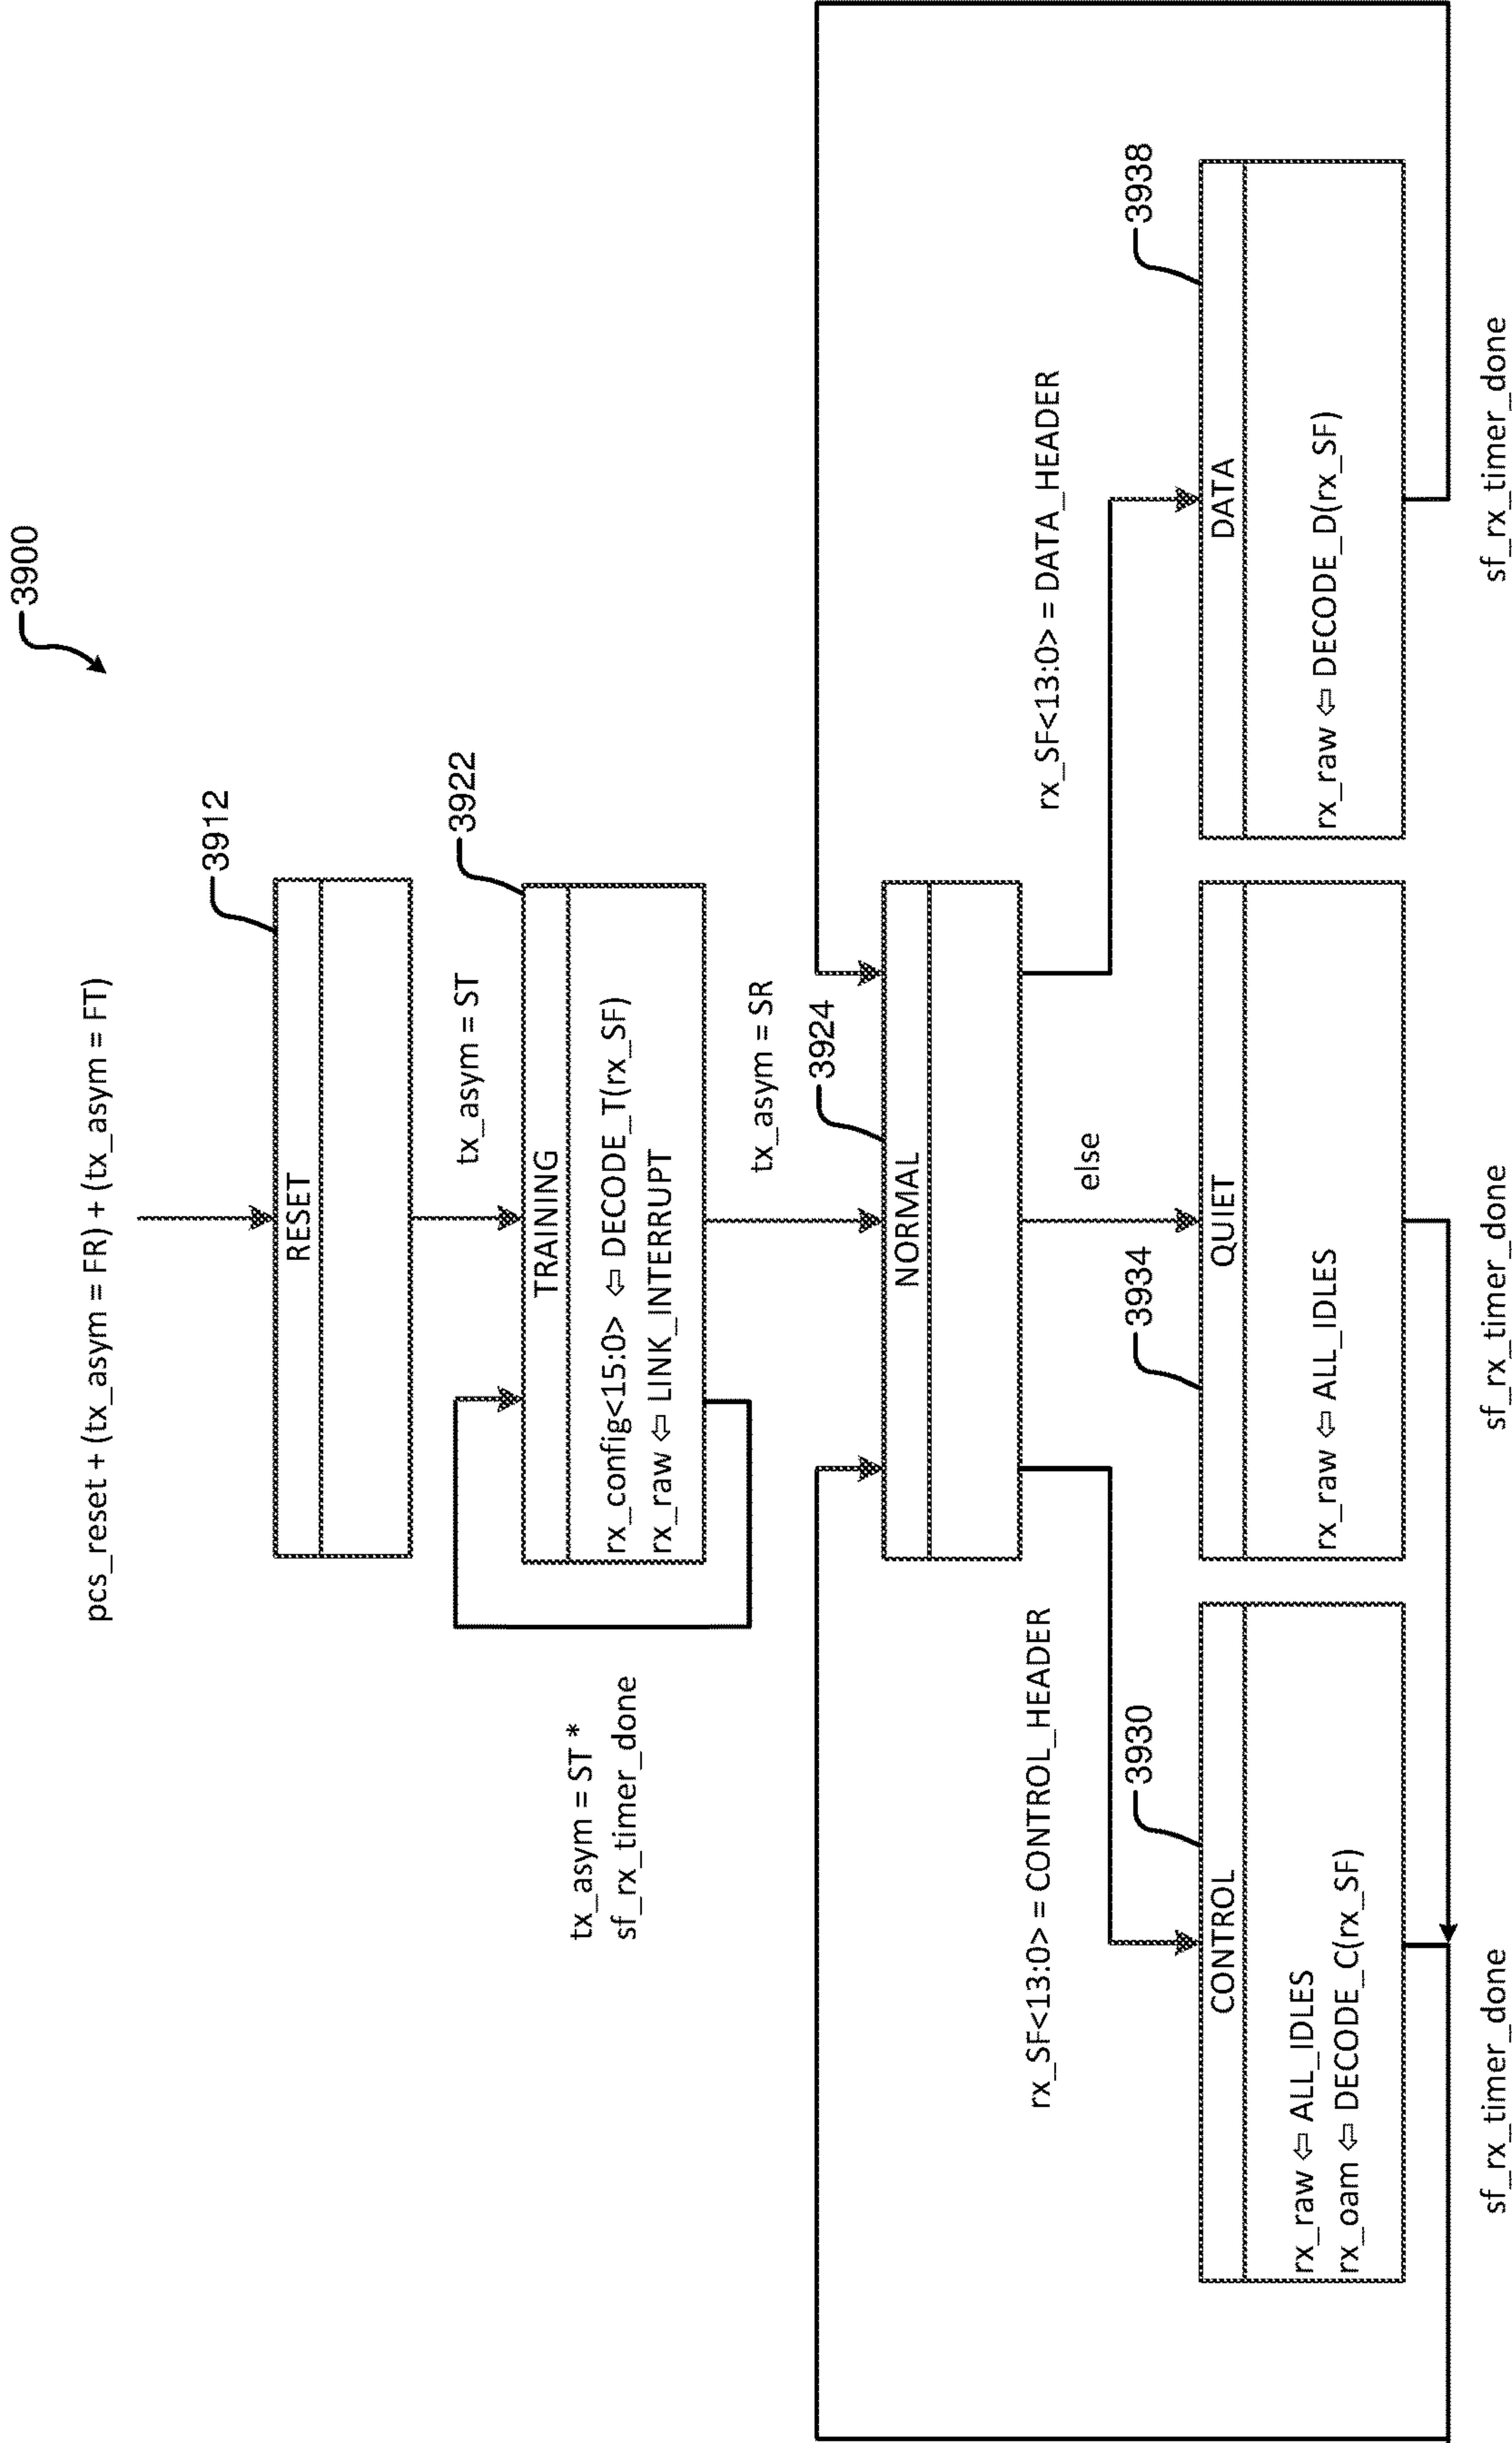 3900
pcs_reset + (tx_asym = FR) + (tx_asym = FT)
3912
RESET
tx_asym = ST
3922
TRAINING
rx_config<15:0> ⇦ DECODE_T(rx_SF)
rx_raw ⇦ LINK_INTERRUPT
tx_asym = ST *
sf_rx_timer_done
tx_asym = SR
3924
NORMAL
rx_SF<13:0> = CONTROL_HEADER
else
rx_SF<13:0> = DATA_HEADER
3930
CONTROL
rx_raw ⇦ ALL_IDLES
rx_oam ⇦ DECODE_C(rx_SF)
3934
QUIET
rx_raw ⇦ ALL_IDLES
3938
DATA
rx_raw ⇦ DECODE_D(rx_SF)
sf_rx_timer_done
sf_rx_timer_done
sf_rx_timer_done